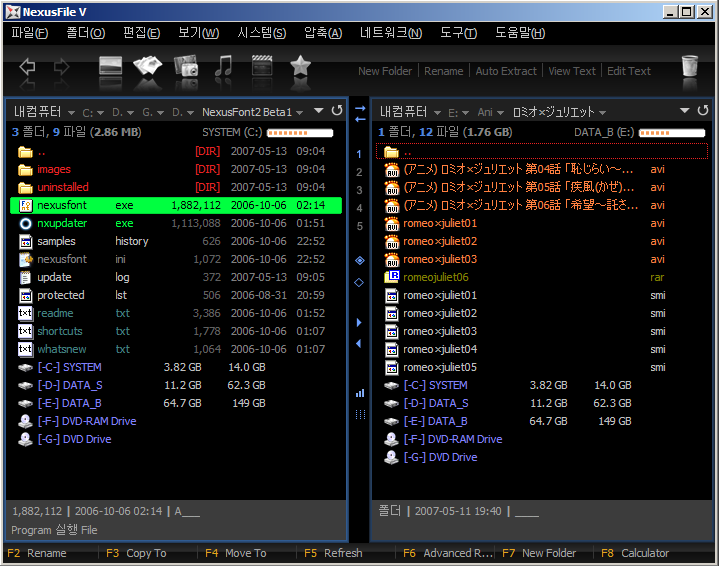 NexusFile V
파일(F) 폴더(O) 편집(E) 보기(W) 시스템(S) 압축(A) 네트워크(N) 도구(T) 도움말(H)
New Folder | Rename | Auto Extract | View Text | Edit Text
내컴퓨터 C: D. G. D. NexusFont2 Beta1
3 폴더, 9 파일 (2.86 MB) SYSTEM (C:)
.. [DIR] 2007-05-13 09:04
images [DIR] 2007-05-13 09:04
uninstalled [DIR] 2007-05-13 09:04
nexusfont exe 1,882,112 2006-10-06 02:14
nxupdater exe 1,113,088 2006-10-06 01:51
samples history 626 2006-10-06 22:52
nexusfont ini 1,072 2006-10-06 22:52
update log 372 2007-05-13 09:05
protected lst 506 2006-08-31 20:59
readme txt 3,386 2006-10-06 01:52
shortcuts txt 1,778 2006-10-06 01:07
whatsnew txt 1,064 2006-10-06 01:07
[-C-] SYSTEM 3.82 GB 14.0 GB
[-D-] DATA_S 11.2 GB 62.3 GB
[-E-] DATA_B 64.7 GB 149 GB
[-F-] DVD-RAM Drive
[-G-] DVD Drive
1,882,112 | 2006-10-06 02:14 | A___
Program 실행 File
1
2
3
4
5
내컴퓨터 E: Ani ロミオ×ジュリエット
1 폴더, 12 파일 (1.76 GB) DATA_B (E:)
..
(アニメ) ロミオ×ジュリエット 第04話 「恥じらい～... avi
(アニメ) ロミオ×ジュリエット 第05話 「疾風(かぜ)... avi
(アニメ) ロミオ×ジュリエット 第06話 「希望～託さ... avi
romeo×juliet01 avi
romeo×juliet02 avi
romeo×juliet03 avi
romeojuliet06 rar
romeo×juliet01 smi
romeo×juliet02 smi
romeo×juliet03 smi
romeo×juliet04 smi
romeo×juliet05 smi
[-C-] SYSTEM 3.82 GB 14.0 GB
[-D-] DATA_S 11.2 GB 62.3 GB
[-E-] DATA_B 64.7 GB 149 GB
[-F-] DVD-RAM Drive
[-G-] DVD Drive
폴더 | 2007-05-11 19:40 | ____
F2 Rename F3 Copy To F4 Move To F5 Refresh F6 Advanced R... F7 New Folder F8 Calculator